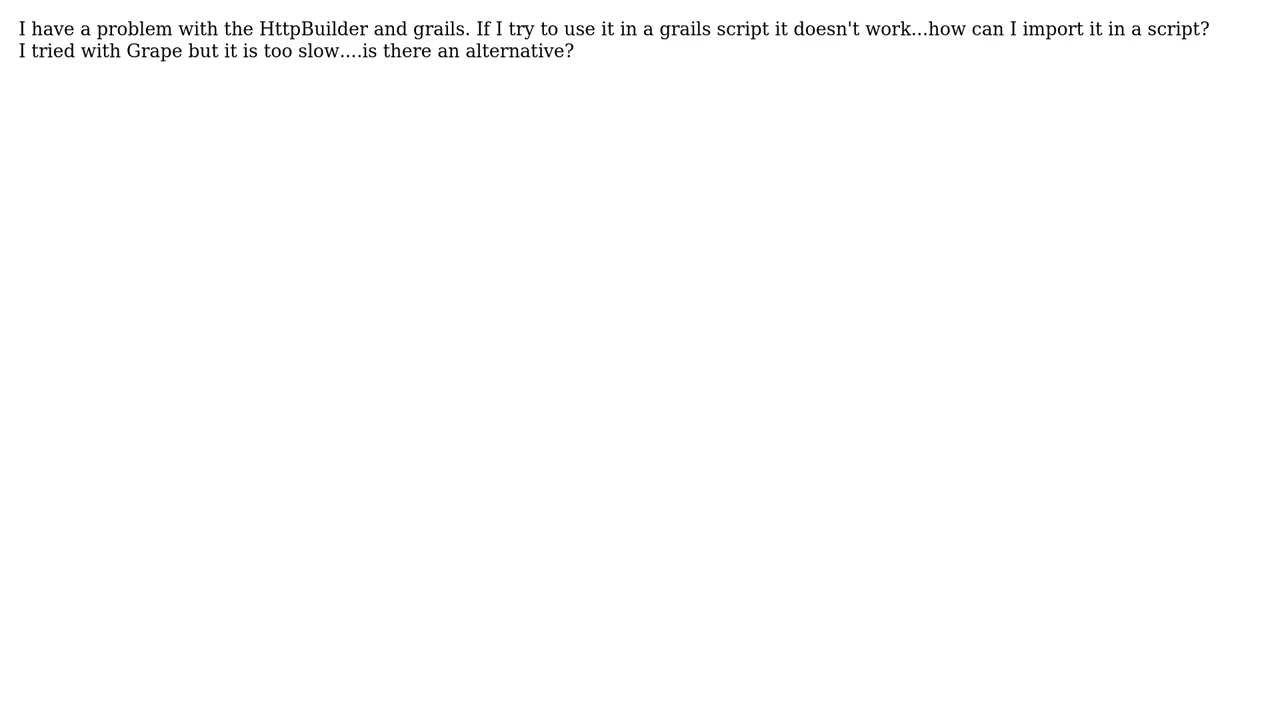 I have a problem with the HttpBuilder and grails. If I try to use it in a grails script it doesn't work...how can I import it in a script?
I tried with Grape but it is too slow....is there an alternative?